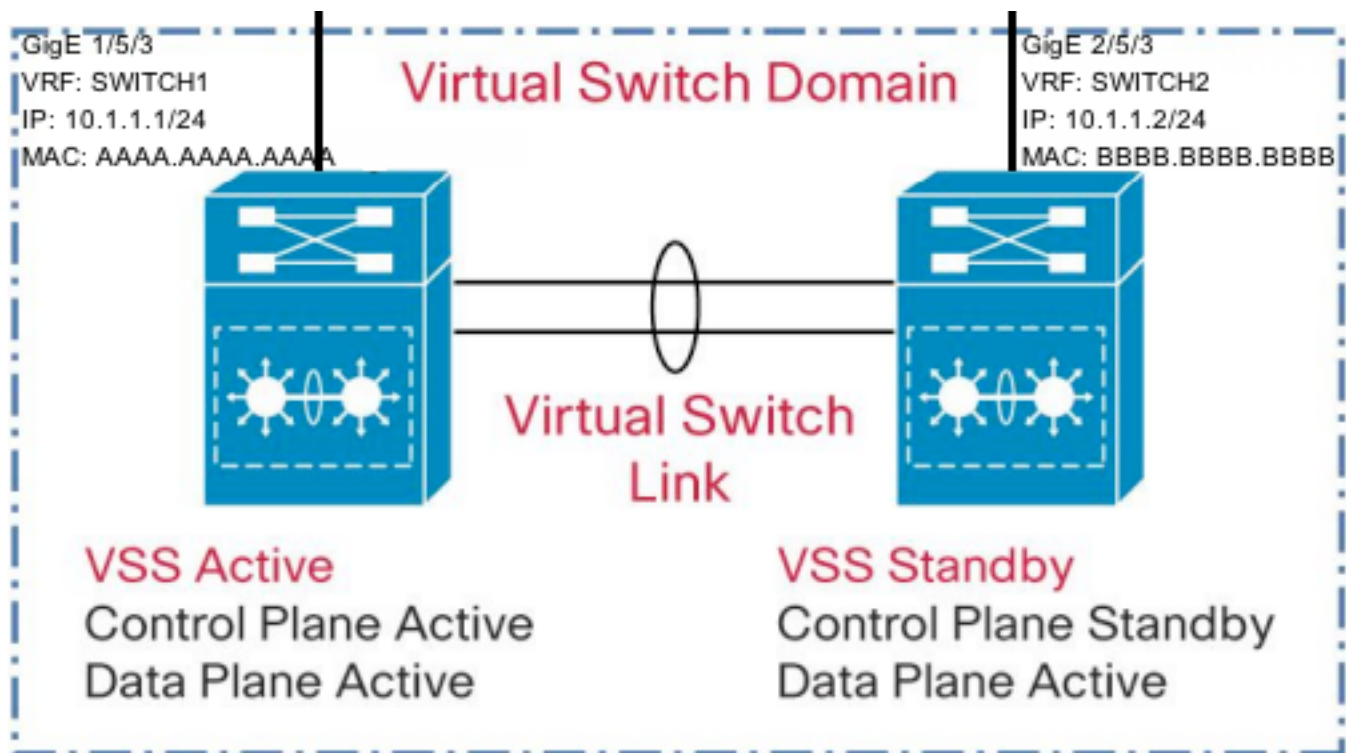 GigE 1/5/3
VRF: SWITCH1
IP: 10.1.1.1/24
MAC: AAAA.AAAA.AAAA
Virtual Switch Domain
GigE 2/5/3
VRF: SWITCH2
IP: 10.1.1.2/24
MAC: BBBB.BBBB.BBBB
Virtual Switch
Link
VSS Active
Control Plane Active
Data Plane Active
VSS Standby
Control Plane Standby
Data Plane Active